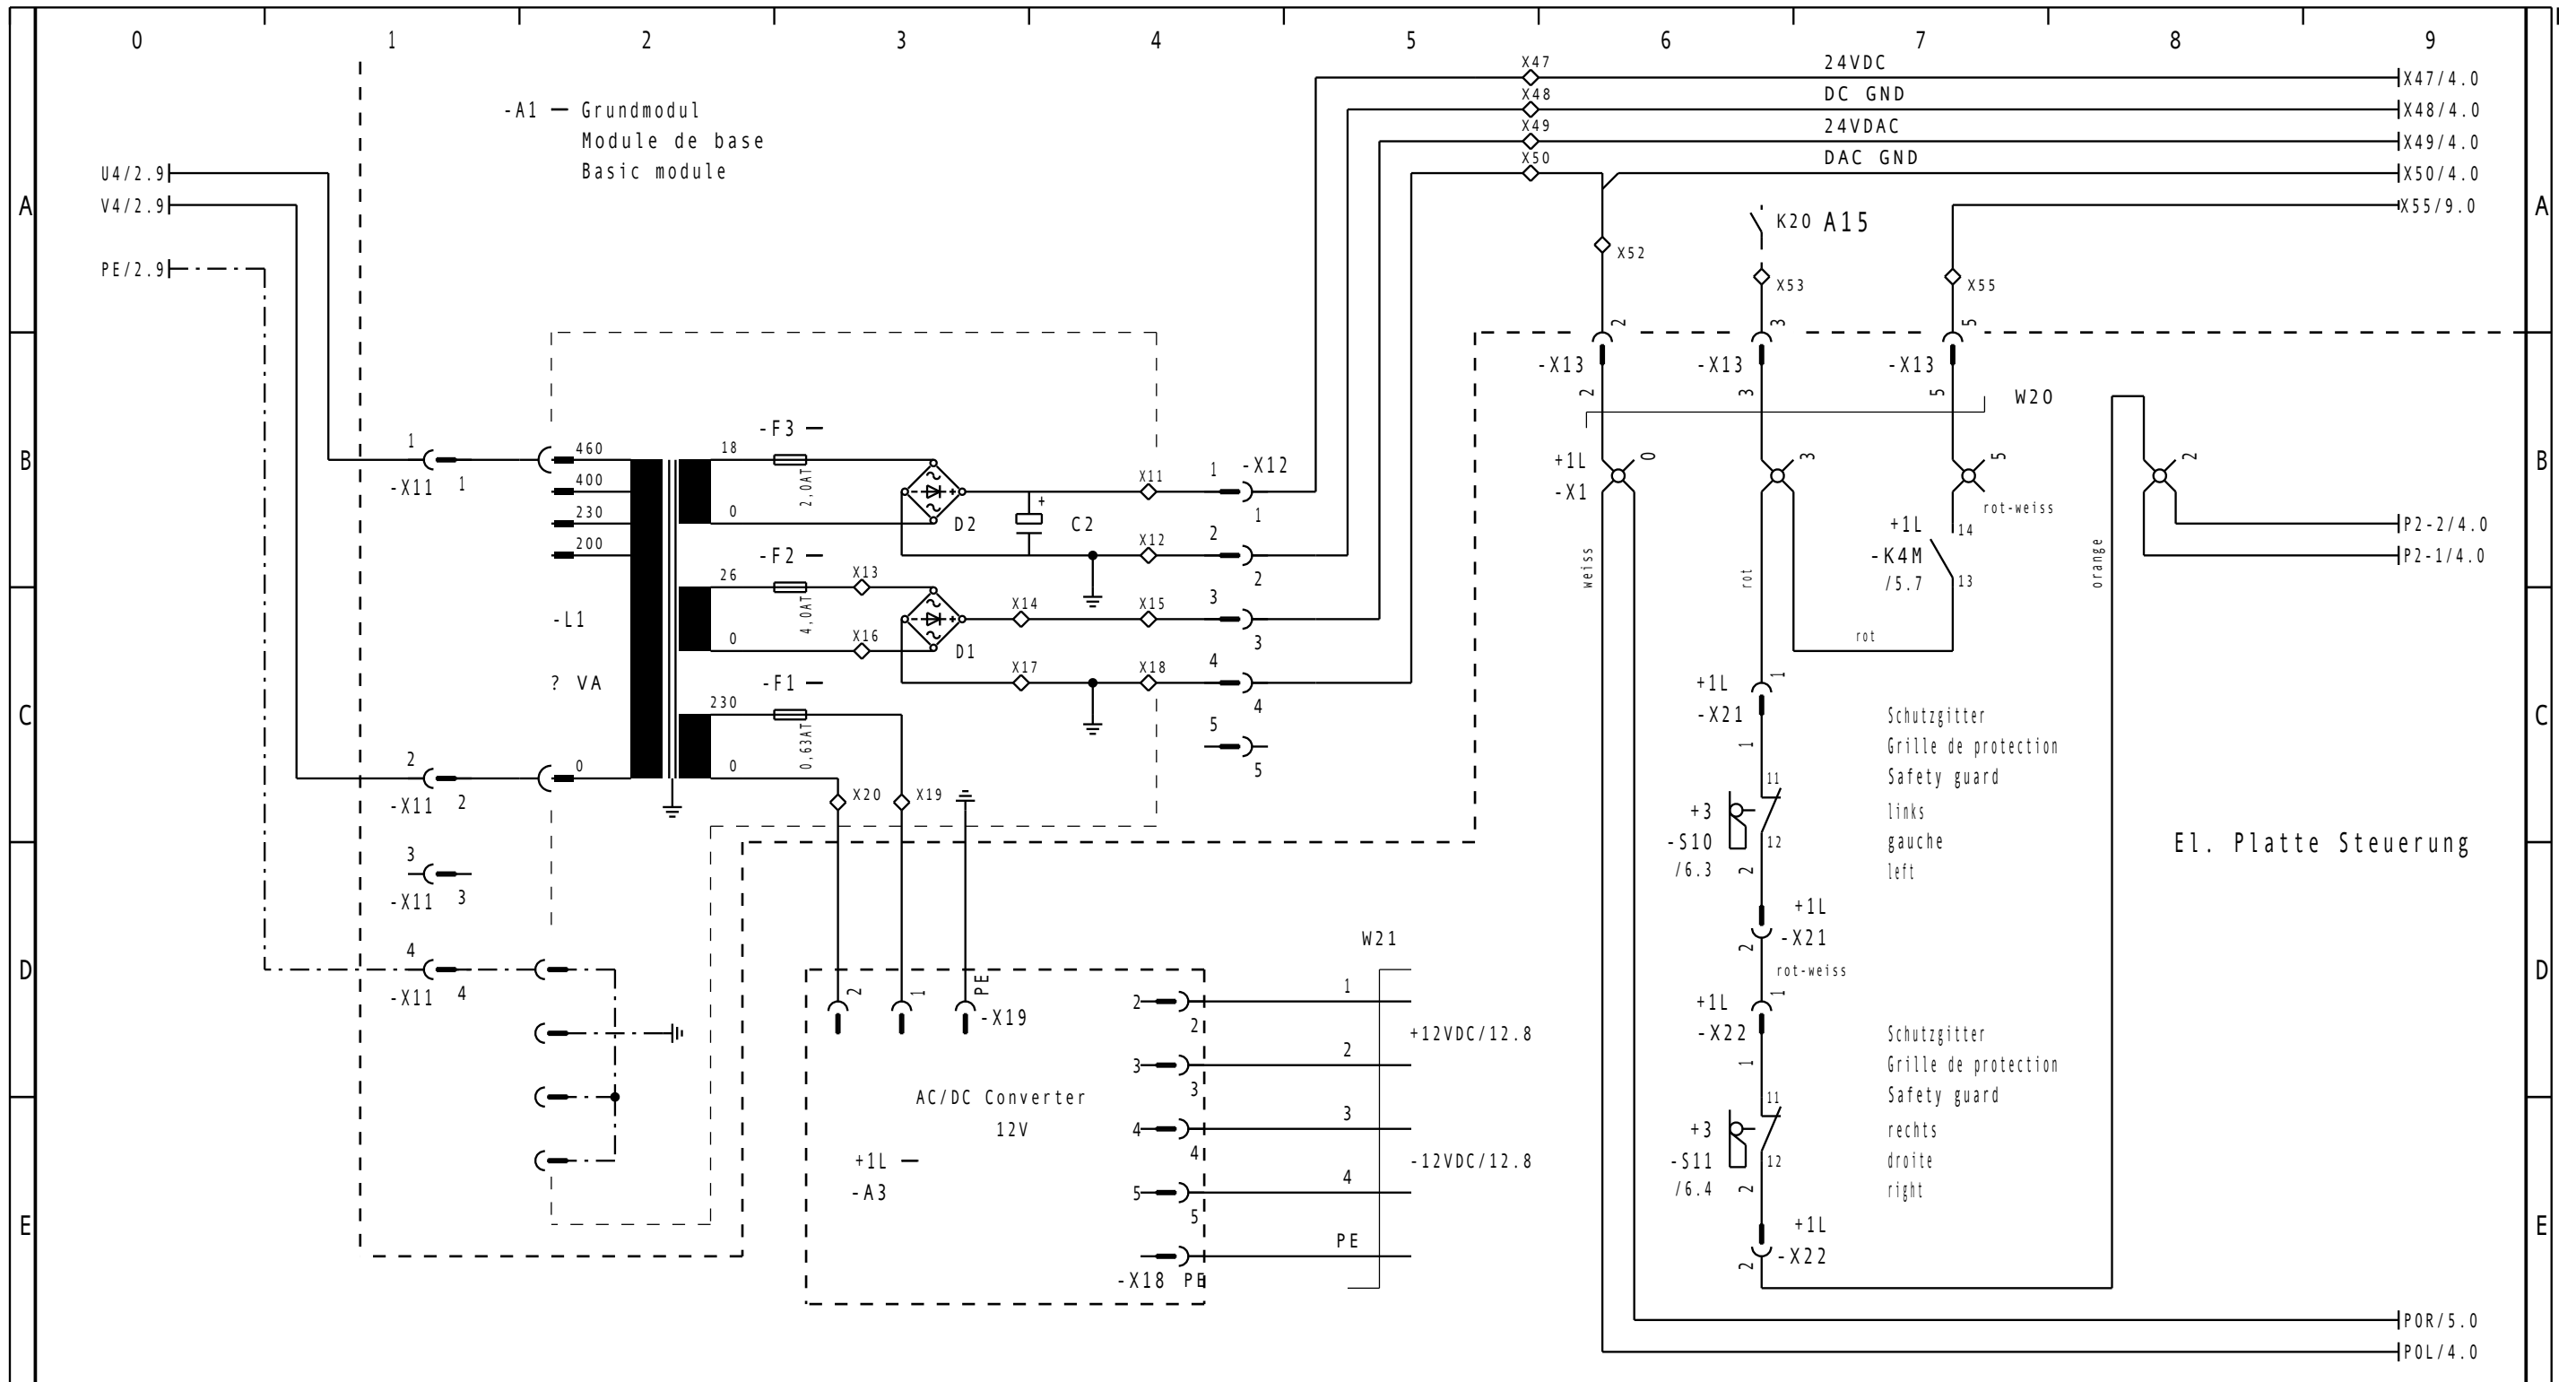 0 1 2 3 4 5 6 7 8 9
X47 24VDC X47/4.0
X48 DC GND X48/4.0
X49 24VDAC X49/4.0
X50 DAC GND X50/4.0
X55/9.0
-A1 — Grundmodul
Module de base
Basic module
U4/2.9
V4/2.9
PE/2.9
A
A
K20 A15
X52
X53
X55
2 3 5
-X13 -X13 -X13
2 3 5
W20
B
B
1
-X11 1
460
400
230
200
18
0
-F3 —
2,0AT
D2
C2
+
X11
X12
1 -X12
1
2
2
-F2 —
26
0
4,0AT
X13
X16
D1
X14
X15
X17
X18
3
3
4
4
5
5
-L1
? VA
-F1 —
230
0
0,63AT
X20
X19
2
-X11 2
0
3
-X11 3
4
-X11 4
+1L
-X1
0
3
5
2
rot-weiss
+1L
-K4M
/5.7
14
13
weiss
rot
rot
orange
P2-2/4.0
P2-1/4.0
C
C
+1L
-X21
1
1
Schutzgitter
Grille de protection
Safety guard
links
gauche
left
11
12
+3
-S10
/6.3
2
El. Platte Steuerung
+1L
-X21
2
rot-weiss
D
D
+1L
-X22
1
1
Schutzgitter
Grille de protection
Safety guard
rechts
droite
right
11
12
+3
-S11
/6.4
2
+1L
-X22
2
E
E
2 1 PE
-X19
AC/DC Converter
12V
+1L —
-A3
2
2
3
3
4
4
5
5
-X18 PE
W21
1
+12VDC/12.8
2
3
-12VDC/12.8
4
PE
P0R/5.0
P0L/4.0